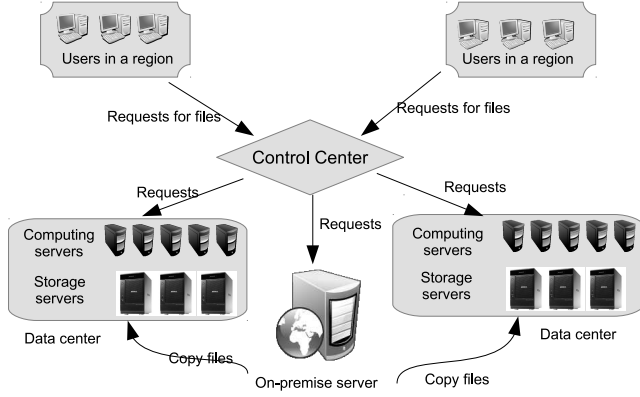 Users in a region
Users in a region
Requests for files
Requests for files
Control Center
Requests
Requests
Requests
Computing
servers
Storage
servers
Data center
Computing
servers
Storage
servers
Data center
Copy files
On-premise server
Copy files